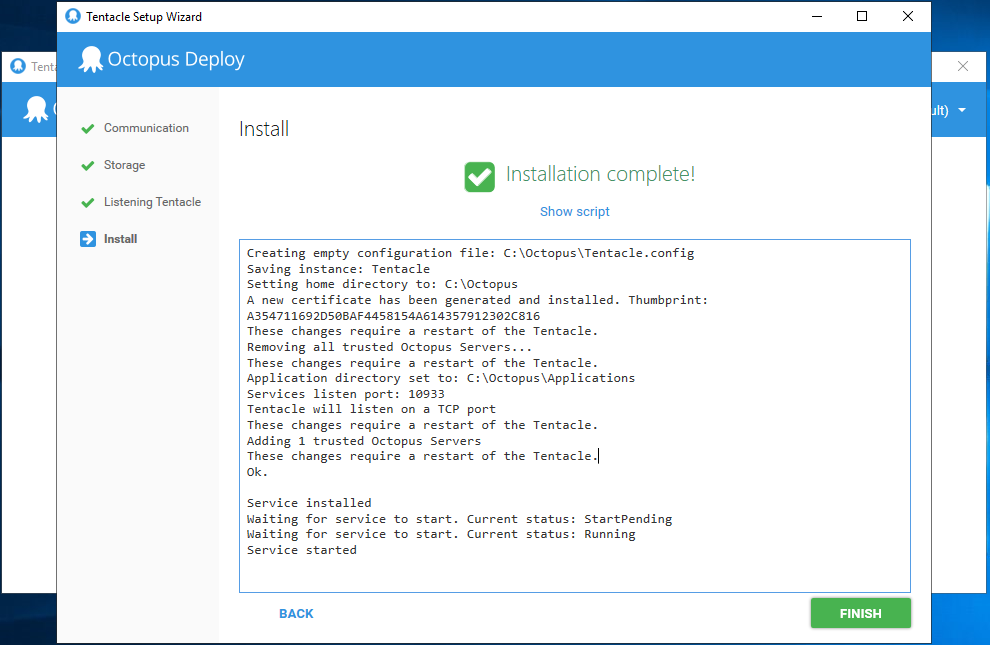 Tentacle Setup Wizard
Octopus Deploy
Tenta
ult)
Communication
Storage
Listening Tentacle
Install
Install
Installation complete!
Show script
Creating empty configuration file: C:\Octopus\Tentacle.config
Saving instance: Tentacle
Setting home directory to: C:\Octopus
A new certificate has been generated and installed. Thumbprint:
A354711692D50BAF4458154A614357912302C816
These changes require a restart of the Tentacle.
Removing all trusted Octopus Servers...
These changes require a restart of the Tentacle.
Application directory set to: C:\Octopus\Applications
Services listen port: 10933
Tentacle will listen on a TCP port
These changes require a restart of the Tentacle.
Adding 1 trusted Octopus Servers
These changes require a restart of the Tentacle.
Ok.
Service installed
Waiting for service to start. Current status: StartPending
Waiting for service to start. Current status: Running
Service started
BACK
FINISH